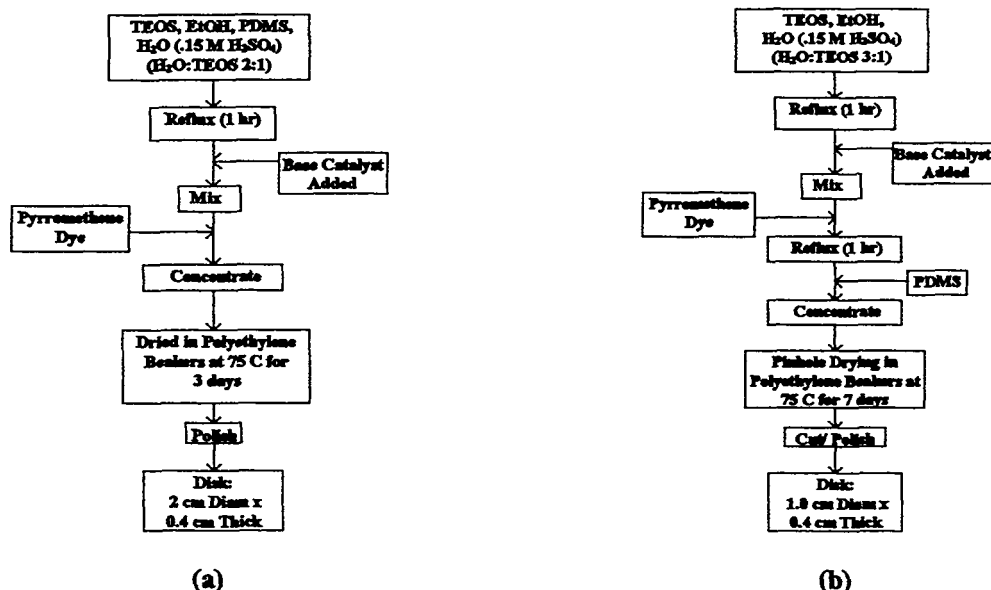 TEOS, EtOH, PDMS,
H₂O (.15 M H₂SO₄)
(H₂O:TEOS 2:1)
Reflux (1 hr)
Base Catalyst
Added
Mix
Pyrromethene
Dye
Concentrate
Dried in Polyethylene
Beakers at 75 C for
3 days
Polish
Disk:
2 cm Diam x
0.4 cm Thick
(a)
TEOS, EtOH,
H₂O (.15 M H₂SO₄)
(H₂O:TEOS 3:1)
Reflux (1 hr)
Base Catalyst
Added
Mix
Pyrromethene
Dye
Reflux (1 hr)
PDMS
Concentrate
Pinhole Drying in
Polyethylene Beakers at
75 C for 7 days
Cut/ Polish
Disk:
1.0 cm Diam x
0.4 cm Thick
(b)